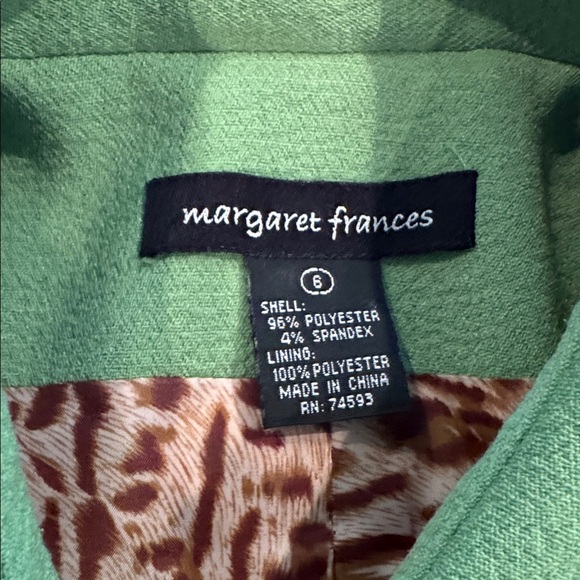 margaret frances
6
SHELL:
96% POLYESTER
4% SPANDEX
LINING:
100% POLYESTER
MADE IN CHINA
RN: 74593